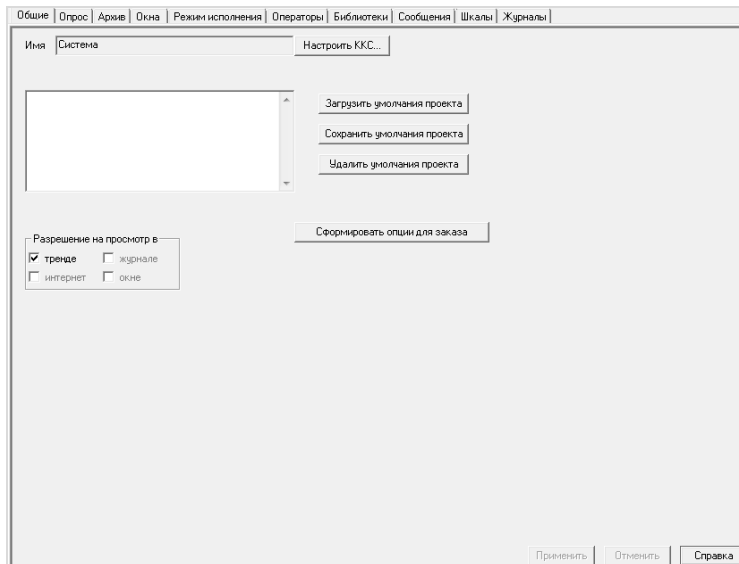 Общие Опрос Архив Окна Режим исполнения Операторы Библиотеки Сообщения Шкалы Журналы
Имя Система Настроить ККС...
Загрузить умолчания проекта
Сохранить умолчания проекта
Удалить умолчания проекта
Сформировать опции для заказа
Разрешение на просмотр в
тренде журнале
интернет окне
Применить Отменить Справка